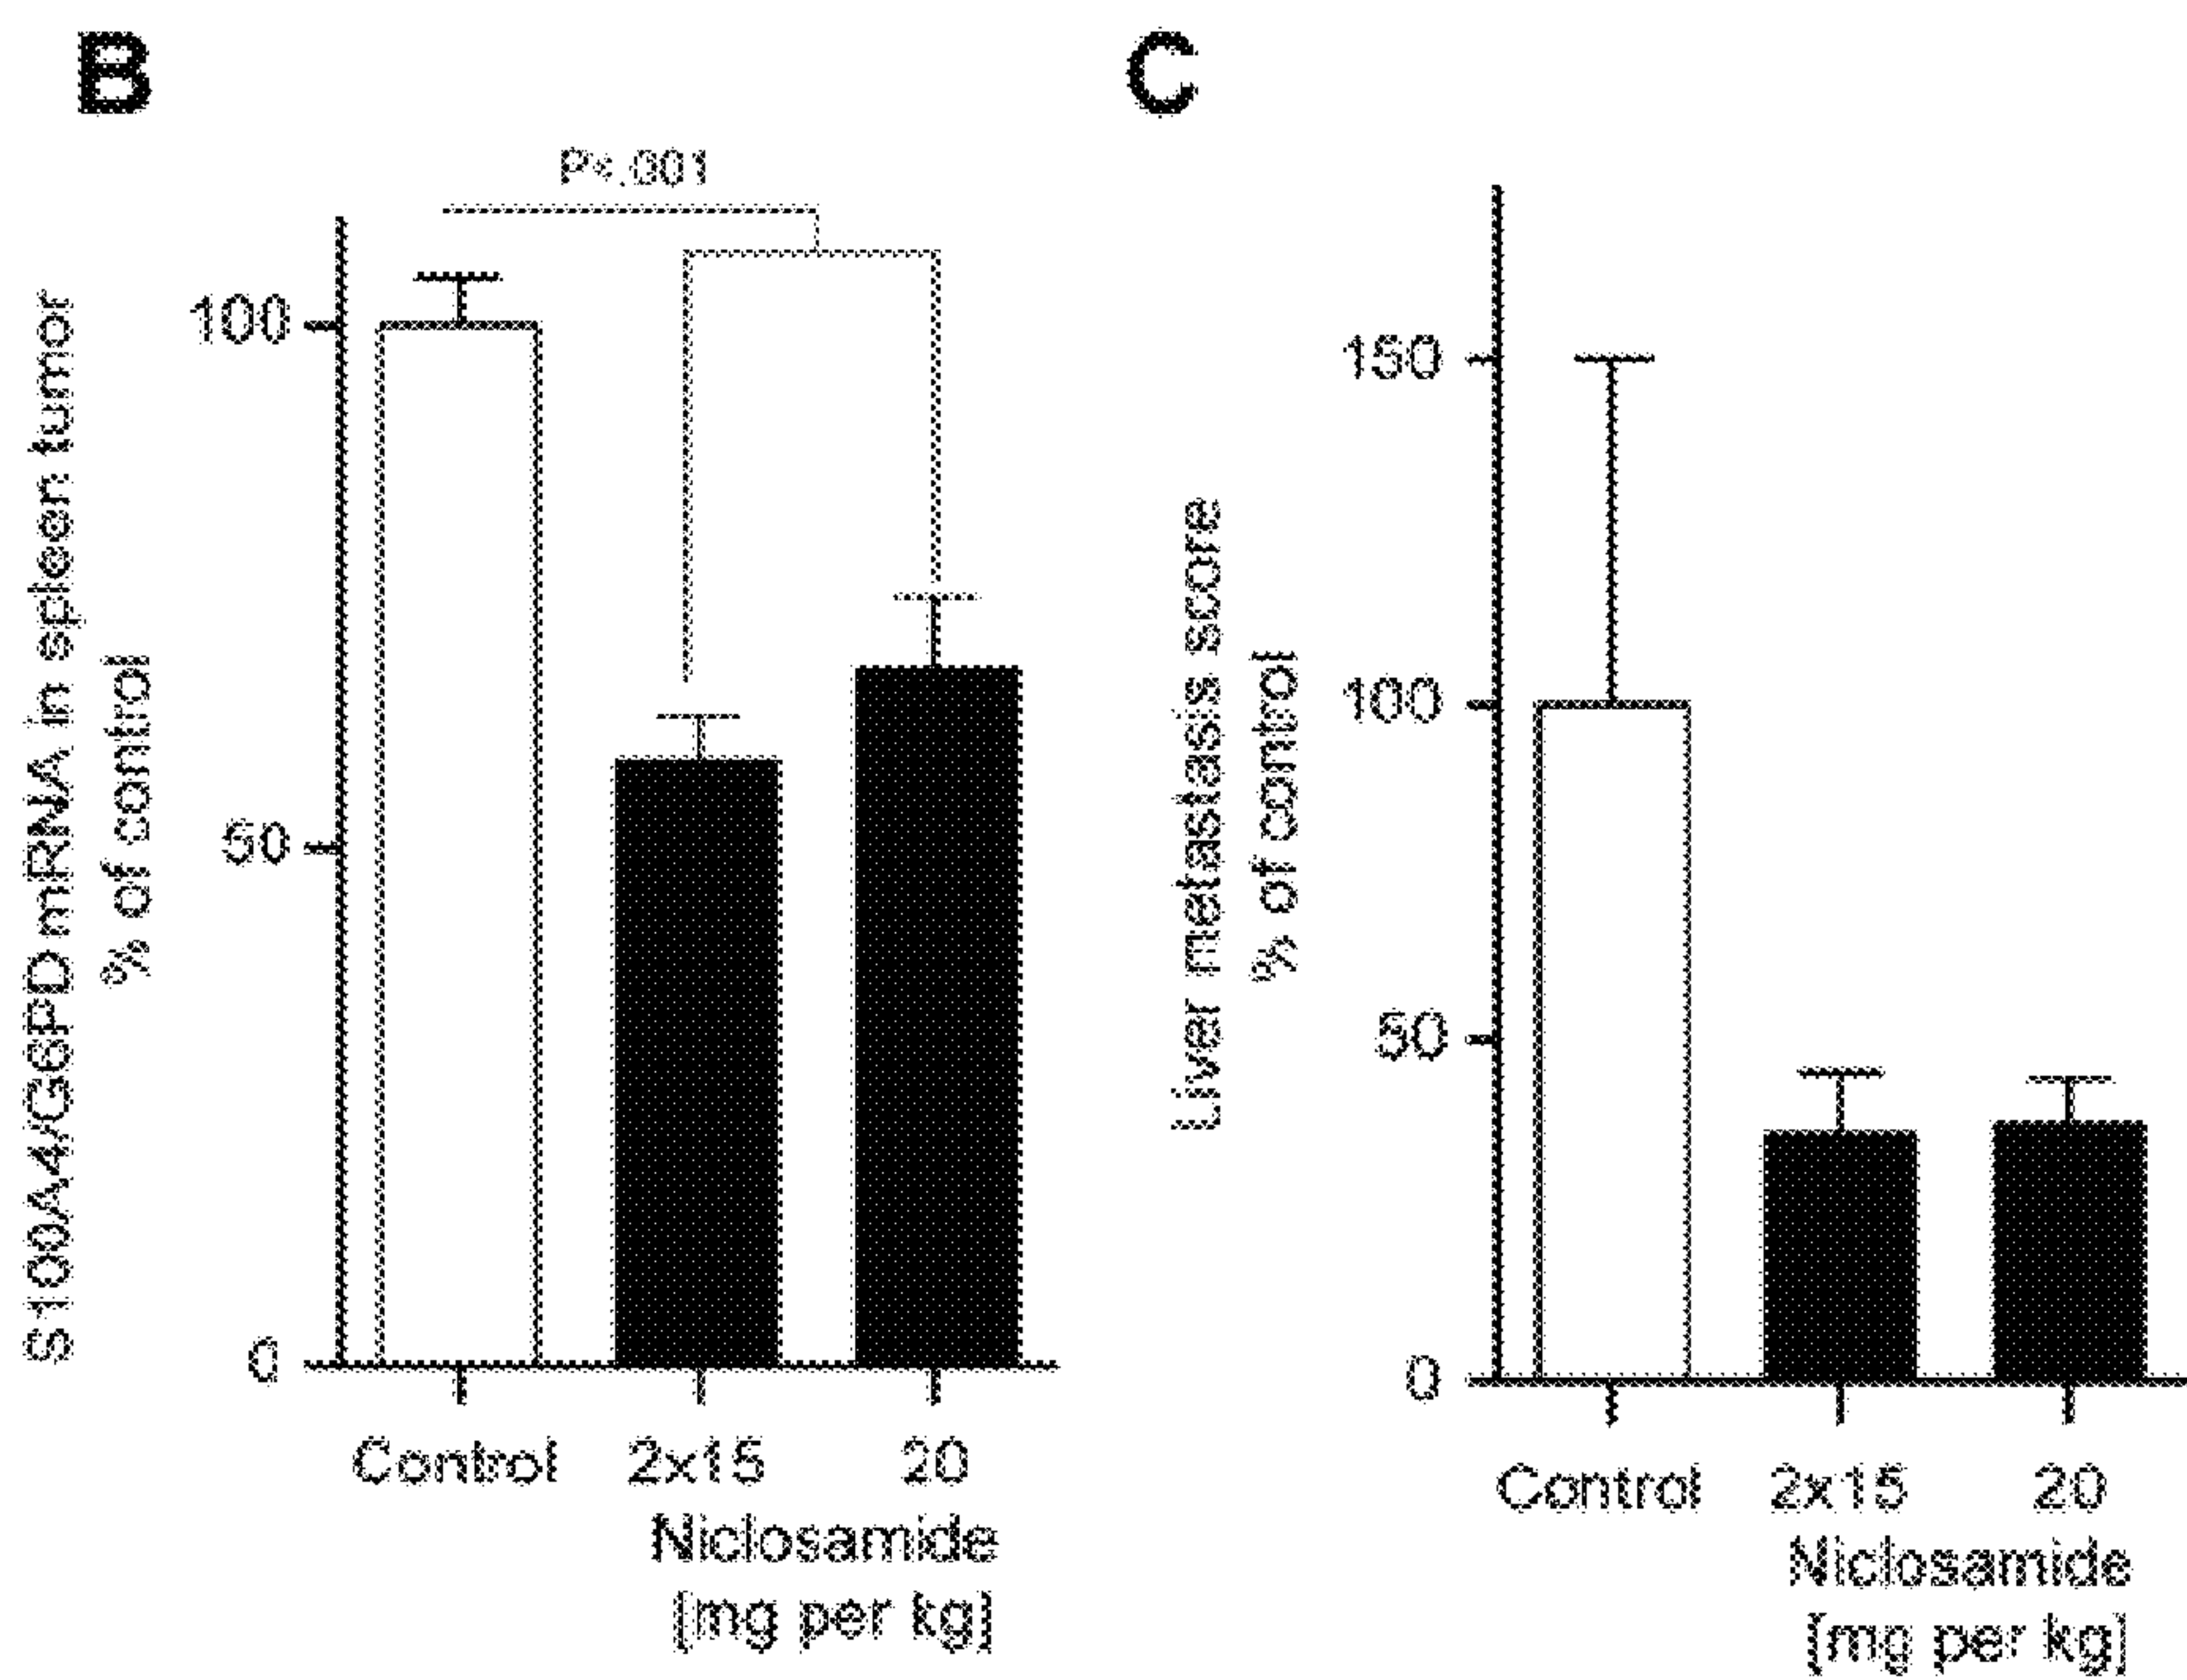 B
P<.001
S100A4/G6PD mRNA in spleen tumor
% of control
100
50
0
Control 2x15 20
Niclosamide
[mg per kg]
C
Liver metastasis score
% of control
150
100
50
0
Control 2x15 20
Niclosamide
[mg per kg]